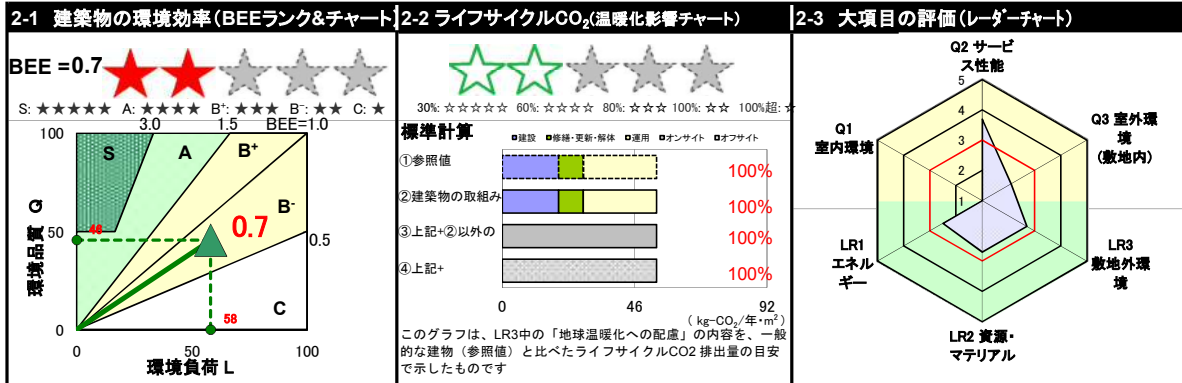 2-1 建築物の環境効率(BEEランク&チャート)
BEE =0.7
S: ★★★★★ A: ★★★★ B⁺: ★★★ B⁻: ★★ C: ★
3.0 1.5 BEE=1.0
100
S
A
B⁺
環境品質 Q
0.7
B⁻
50
46
0.5
58
C
0
0 50 100
環境負荷 L
2-2 ライフサイクルCO₂(温暖化影響チャート)
30%: ☆☆☆☆☆ 60%: ☆☆☆☆ 80%: ☆☆☆ 100%: ☆☆ 100%超: ☆
標準計算
■建設 ■修繕・更新・解体 □運用 □オンサイト □オフサイト
①参照値 100%
②建築物の取組み 100%
③上記+②以外の 100%
④上記+ 100%
0 46 92
( kg-CO₂/年・m²)
このグラフは、LR3中の「地球温暖化への配慮」の内容を、一般
的な建物(参照値)と比べたライフサイクルCO2 排出量の目安
で示したものです
2-3 大項目の評価(レーダーチャート)
Q2 サービ
ス性能
5
4
3
2
1
Q1
室内環境
Q3 室外環
境
(敷地内)
LR1
エネル
ギー
LR3
敷地外環
境
LR2 資源・
マテリアル